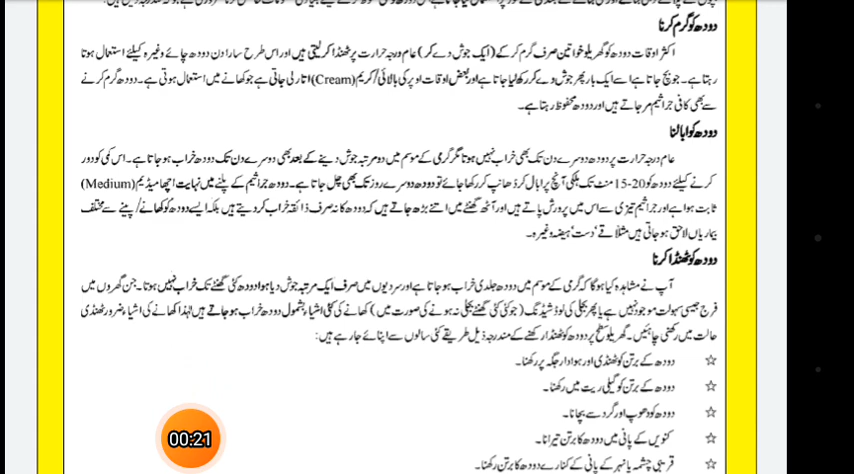 دودھ کو گرم کرنا
اکثر اوقات دودھ کو گھریلو خواتین صرف گرم کر کے (ایک جوش دے کر) عام درجہ حرارت پر ٹھنڈا کر لیتی ہیں اور اس طرح سارا دن دودھ چائے وغیرہ کیلئے استعمال ہوتا
رہتا ہے۔ جو بچ جاتا ہے اسے ایک بار پھر جوش دے کر رکھ لیا جاتا ہے اور بعض اوقات اوپر کی بالائی/کریم (Cream) اتار لی جاتی ہے جو کھانے میں استعمال ہوتی ہے۔ دودھ گرم کرنے
سے بھی کافی جراثیم مر جاتے ہیں اور دودھ محفوظ رہتا ہے۔
دودھ کو ابالنا
عام درجہ حرارت پر دودھ دوسرے دن تک بھی خراب نہیں ہوتا مگر گرمی کے موسم میں دو مرتبہ جوش دینے کے بعد بھی دوسرے دن تک دودھ خراب ہو جاتا ہے۔ اس کمی کو دور
کرنے کیلئے دودھ کو 20-15 منٹ تک ہلکی آنچ پر ابال کر ڈھانپ کر رکھا جائے تو دودھ دوسرے روز تک بھی چل جاتا ہے۔ دودھ جراثیم کے پلنے میں نہایت اچھا میڈیم (Medium)
ثابت ہوا ہے اور جراثیم تیزی سے اس میں پرورش پاتے ہیں اور آٹھ گھنٹے میں اتنے بڑھ جاتے ہیں کہ دودھ کا نہ صرف ذائقہ خراب کر دیتے ہیں بلکہ ایسے دودھ کو کھانے/پینے سے مختلف
بیماریاں لاحق ہو جاتی ہیں مثلاً قے، دست، ہیضہ وغیرہ۔
دودھ کو ٹھنڈا کرنا
آپ نے مشاہدہ کیا ہوگا کہ گرمی کے موسم میں دودھ جلدی خراب ہو جاتا ہے اور سردیوں میں صرف ایک مرتبہ جوش دیا ہوا دودھ کئی گھنٹے تک خراب نہیں ہوتا۔ جن گھروں میں
فرج جیسی سہولت موجود نہیں ہے یا پھر بجلی کی لوڈ شیڈنگ (جو کئی کئی گھنٹے بجلی نہ ہونے کی صورت میں) کھانے کی کئی اشیاء بشمول دودھ خراب ہو جاتے ہیں لہٰذا کھانے کی اشیاء ضرور ٹھنڈی
حالت میں رکھنی چاہئیں۔ گھریلو سطح پر دودھ کو ٹھنڈا رکھنے کے مندرجہ ذیل طریقے کئی سالوں سے اپنائے جا رہے ہیں:
☆ دودھ کے برتن کو ٹھنڈی اور ہوا دار جگہ پر رکھنا۔
☆ دودھ کے برتن کو گیلی ریت میں رکھنا۔
☆ دودھ کو دھوپ اور گرد سے بچانا۔
☆ کنویں کے پانی میں دودھ کا برتن تیرانا۔
☆ قریبی چشمہ یا نہر کے پانی کے کنارے دودھ کا برتن رکھنا۔
00:21